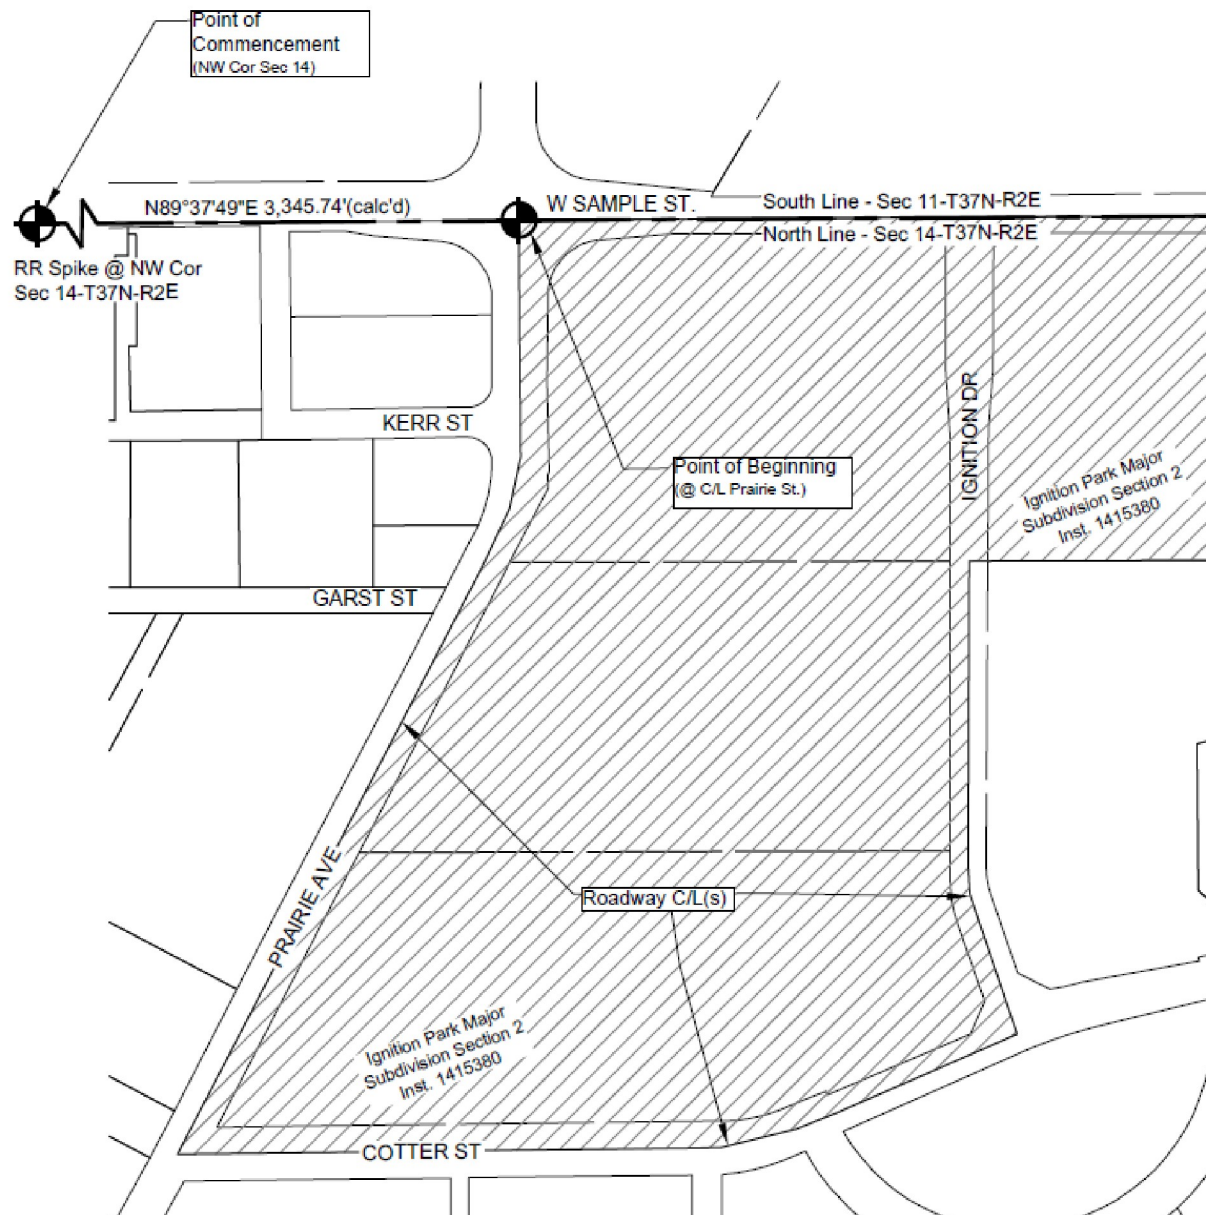 Point of
Commencement
(NW Cor Sec 14)
N89°37'49"E 3,345.74'(calc'd)
W SAMPLE ST.
South Line - Sec 11-T37N-R2E
North Line - Sec 14-T37N-R2E
RR Spike @ NW Cor
Sec 14-T37N-R2E
KERR ST
IGNITION DR
Point of Beginning
(@ C/L Prairie St.)
Ignition Park Major
Subdivision Section 2
Inst. 1415380
GARST ST
PRAIRIE AVE
Roadway C/L(s)
Ignition Park Major
Subdivision Section 2
Inst. 1415380
COTTER ST